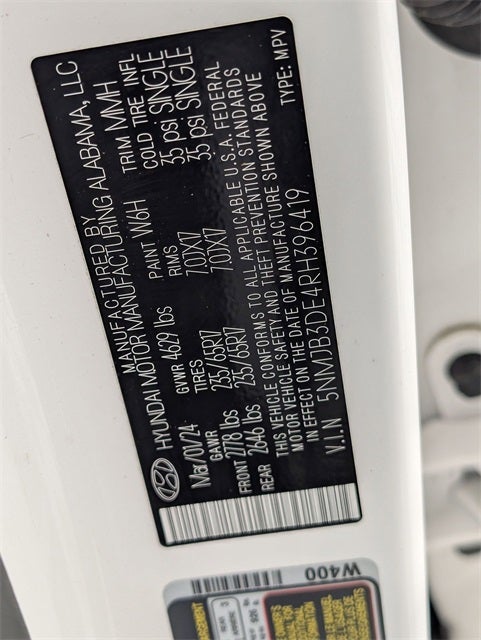 MANUFACTURED BY
HYUNDAI MOTOR MANUFACTURING ALABAMA, LLC
Mar/01/24 GVWR 4629 lbs PAINT W6H TRIM MMH
GAWR TIRES RIMS COLD TIRE INFL
FRONT 2778 lbs 235/65R17 7.0JX17 35 psi SINGLE
REAR 2646 lbs 235/65R17 7.0JX17 35 psi SINGLE
THIS VEHICLE CONFORMS TO ALL APPLICABLE U.S.A. FEDERAL
MOTOR VEHICLE SAFETY AND THEFT PREVENTION STANDARDS
IN EFFECT ON THE DATE OF MANUFACTURE SHOWN ABOVE
V.I.N 5NMJB3DE4RH396419 TYPE: MPV
W400